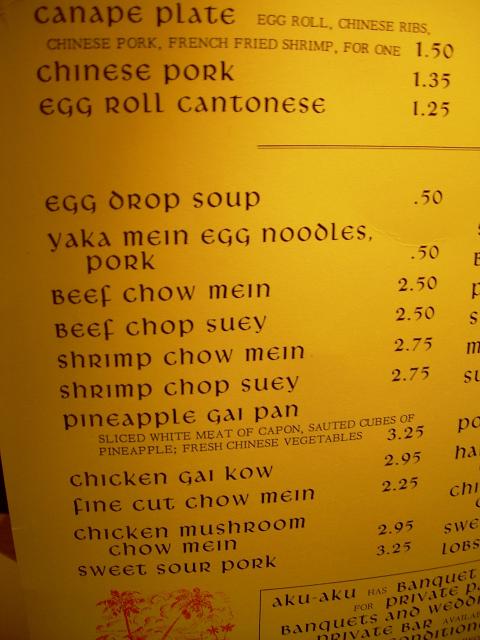 canape plate EGG ROLL, CHINESE RIBS,
CHINESE PORK, FRENCH FRIED SHRIMP, FOR ONE 1.50
chinese pork 1.35
egg roll cantonese 1.25
egg drop soup .50
yaka mein egg noodles,
pork .50
beef chow mein 2.50
beef chop suey 2.50
shrimp chow mein 2.75
shrimp chop suey 2.75
pineapple gai pan
SLICED WHITE MEAT OF CAPON, SAUTED CUBES OF
PINEAPPLE; FRESH CHINESE VEGETABLES 3.25
chicken gai kow 2.95
fine cut chow mein 2.25
chicken mushroom
chow mein 2.95
sweet sour pork 3.25
aku-aku HAS banquet
FOR private
banquets and
private bar